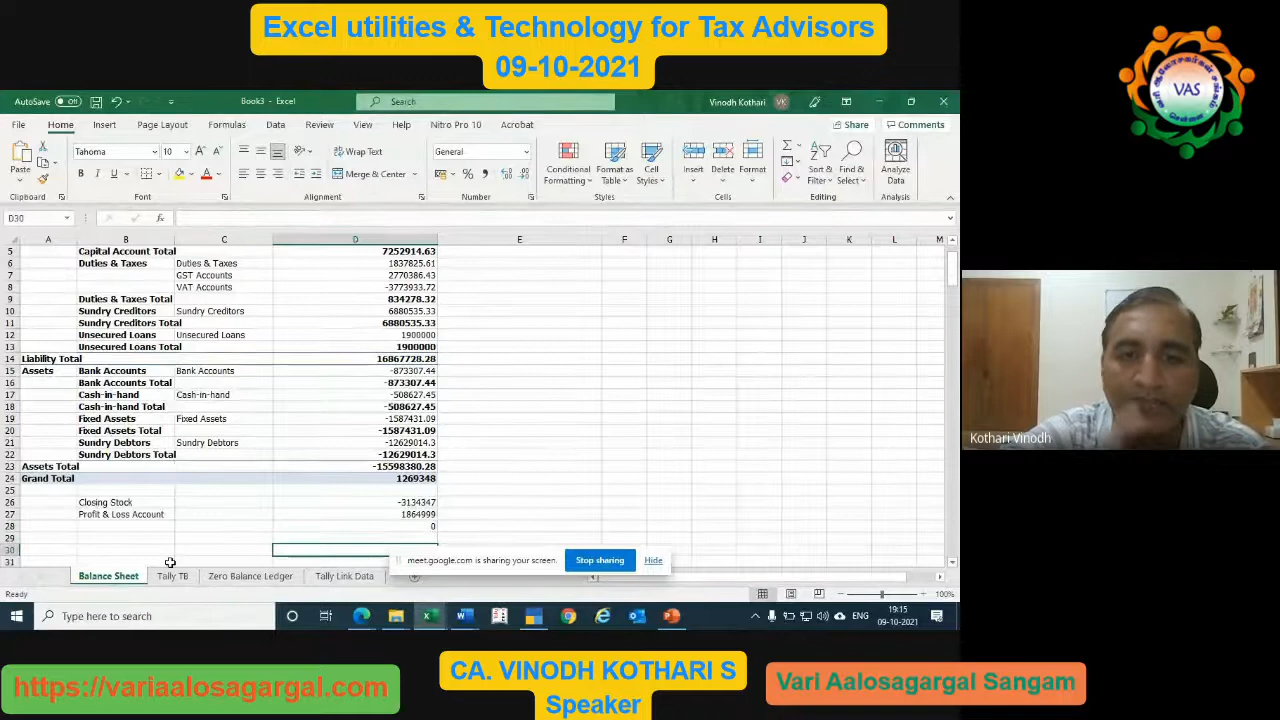 Excel utilities & Technology for Tax Advisors
09-10-2021
AutoSave Off Book3 - Excel Search Vinodh Kothari VK
File Home Insert Page Layout Formulas Data Review View Help Nitro Pro 10 Acrobat Share Comments
Paste Tahoma 10 Wrap Text General Conditional Formatting Format as Table Cell Styles Insert Delete Format Sort & Filter Find & Select Analyze Data
B I U Merge & Center
Clipboard Font Alignment Number Styles Cells Editing Analysis
D30 fx
A B C D E F G H I J K L M
5 Capital Account Total 7252914.63
6 Duties & Taxes Duties & Taxes 1837825.61
7 GST Accounts 2770386.43
8 VAT Accounts -3773933.72
9 Duties & Taxes Total 834278.32
10 Sundry Creditors Sundry Creditors 6880535.33
11 Sundry Creditors Total 6880535.33
12 Unsecured Loans Unsecured Loans 1900000
13 Unsecured Loans Total 1900000
14 Liability Total 16867728.28
15 Assets Bank Accounts Bank Accounts -873307.44
16 Bank Accounts Total -873307.44
17 Cash-in-hand Cash-in-hand -508627.45
18 Cash-in-hand Total -508627.45
19 Fixed Assets Fixed Assets -1587431.09
20 Fixed Assets Total -1587431.09
21 Sundry Debtors Sundry Debtors -12629014.3
22 Sundry Debtors Total -12629014.3
23 Assets Total -15598380.28
24 Grand Total 1269348
25
26 Closing Stock -3134347
27 Profit & Loss Account 1864999
28 0
29
30
31
meet.google.com is sharing your screen. Stop sharing Hide
Balance Sheet Tally TB Zero Balance Ledger Tally Link Data
Ready 100%
Type here to search ENG 19:15
09-10-2021
Kothari Vinodh
வரி ஆலோசகர்கள் சங்கம்
VAS
சென்னை
https://variaalosagargal.com
CA. VINODH KOTHARI S
Speaker
Vari Aalosagargal Sangam